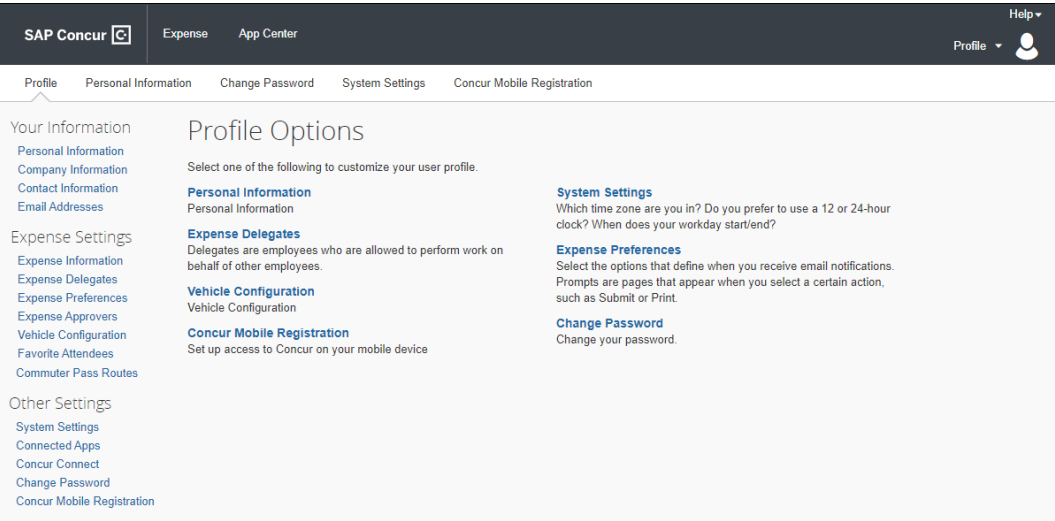 Help
SAP Concur C
Expense
App Center
Profile
Profile
Personal Information
Change Password
System Settings
Concur Mobile Registration
Your Information
Personal Information
Company Information
Contact Information
Email Addresses
Expense Settings
Expense Information
Expense Delegates
Expense Preferences
Expense Approvers
Vehicle Configuration
Favorite Attendees
Commuter Pass Routes
Other Settings
System Settings
Connected Apps
Concur Connect
Change Password
Concur Mobile Registration
Profile Options
Select one of the following to customize your user profile.
Personal Information
Personal Information
Expense Delegates
Delegates are employees who are allowed to perform work on
behalf of other employees.
Vehicle Configuration
Vehicle Configuration
Concur Mobile Registration
Set up access to Concur on your mobile device
System Settings
Which time zone are you in? Do you prefer to use a 12 or 24-hour
clock? When does your workday start/end?
Expense Preferences
Select the options that define when you receive email notifications.
Prompts are pages that appear when you select a certain action,
such as Submit or Print.
Change Password
Change your password.